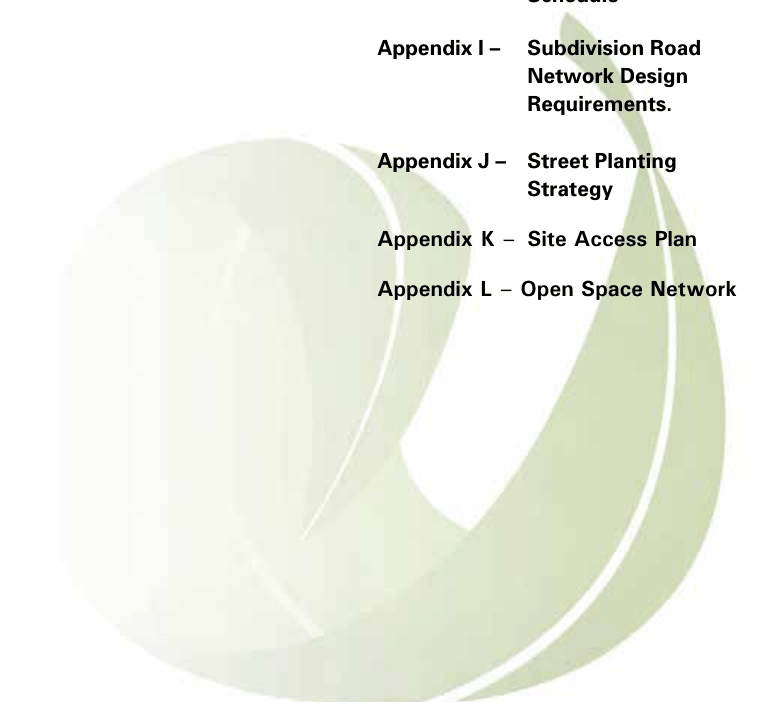 Appendix I – Subdivision Road
Network Design
Requirements.
Appendix J – Street Planting
Strategy
Appendix K – Site Access Plan
Appendix L – Open Space Network